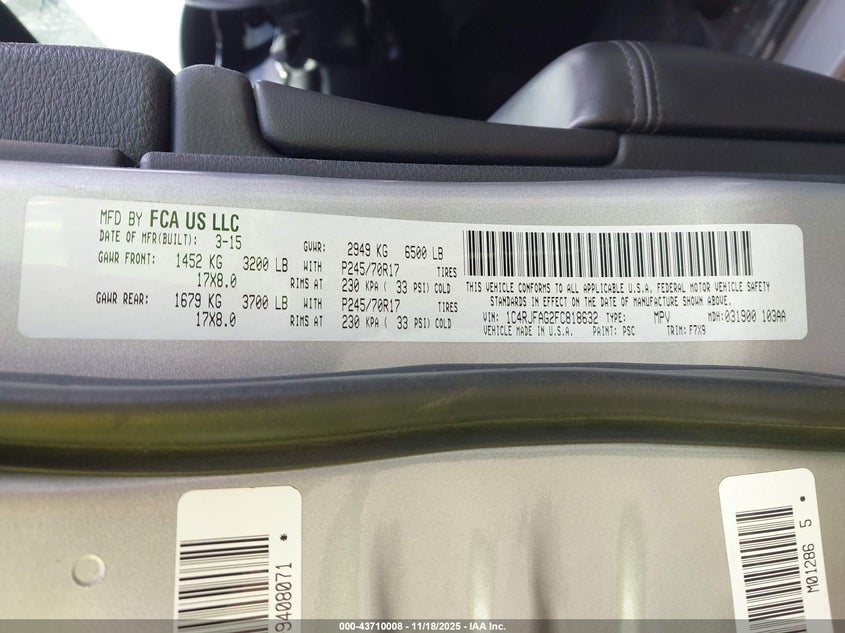 MFD BY FCA US LLC
DATE OF MFR(BUILT): 3-15 GVWR: 2949 KG 6500 LB
GAWR FRONT: 1452 KG 3200 LB WITH P245/70R17 TIRES
17X8.0 RIMS AT 230 KPA ( 33 PSI) COLD
GAWR REAR: 1679 KG 3700 LB WITH P245/70R17 TIRES
17X8.0 RIMS AT 230 KPA ( 33 PSI) COLD
THIS VEHICLE CONFORMS TO ALL APPLICABLE U.S.A. FEDERAL MOTOR VEHICLE SAFETY
STANDARDS IN EFFECT ON THE DATE OF MANUFACTURE SHOWN ABOVE.
VIN: 1C4RJFAG2FC818632 TYPE: MPV MDH:031900 103AA
VEHICLE MADE IN U.S.A. PAINT: PSC TRIM: F7X9
9408071 *
M01286 5 *
000-43710008 - 11/18/2025 - IAA Inc.